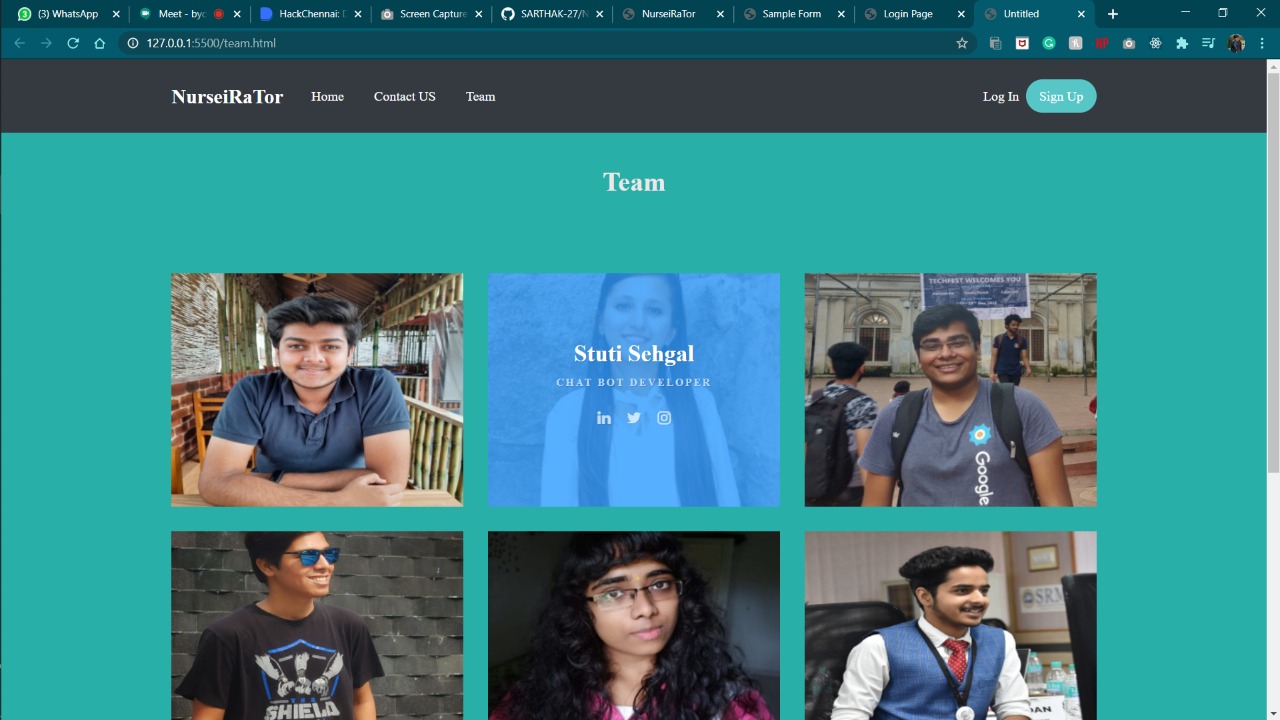 (3) WhatsApp
Meet - byc
HackChennai: D
Screen Capture
SARTHAK-27/N
NurseiRaTor
Sample Form
Login Page
Untitled
127.0.0.1:5500/team.html
NurseiRaTor
Home
Contact US
Team
Log In
Sign Up
Team
TECHFEST WELCOMES YOU
Stuti Sehgal
CHAT BOT DEVELOPER
Google
SRM
THE
SHIELD
DAN